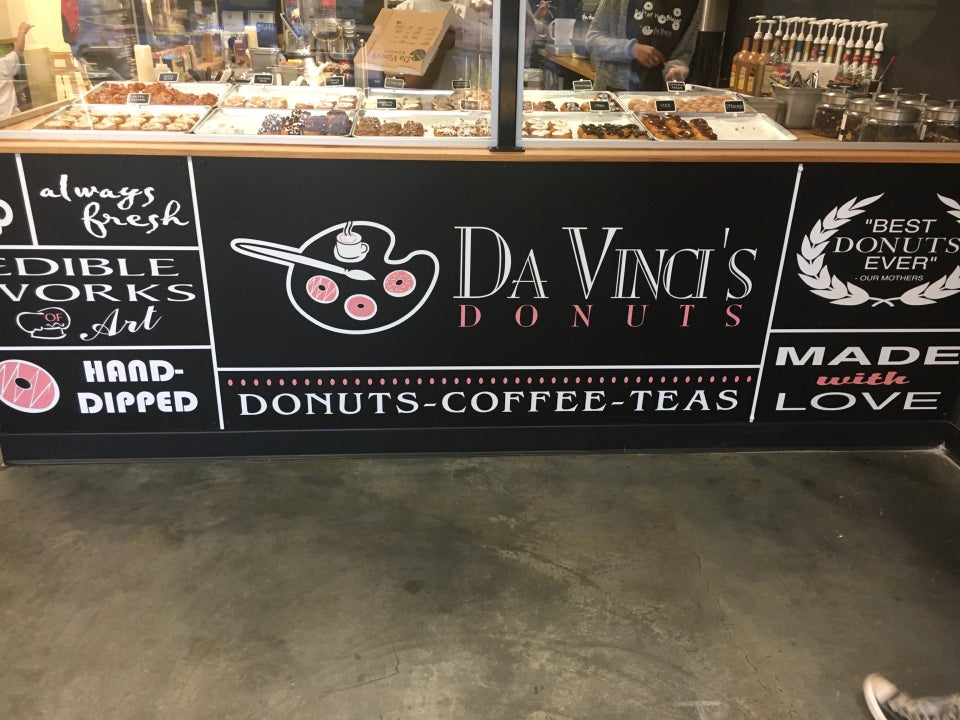 always
fresh
EDIBLE
WORKS
OF
Art
HAND-
DIPPED
DA VINCI'S
DONUTS
DONUTS-COFFEE-TEAS
"BEST
DONUTS
EVER"
- OUR MOTHERS
MADE
with
LOVE